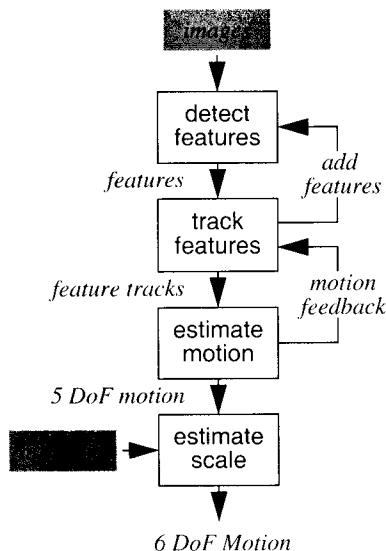 images
detect
features
features
add
features
track
features
feature tracks
motion
feedback
estimate
motion
5 DoF motion
estimate
scale
6 DoF Motion